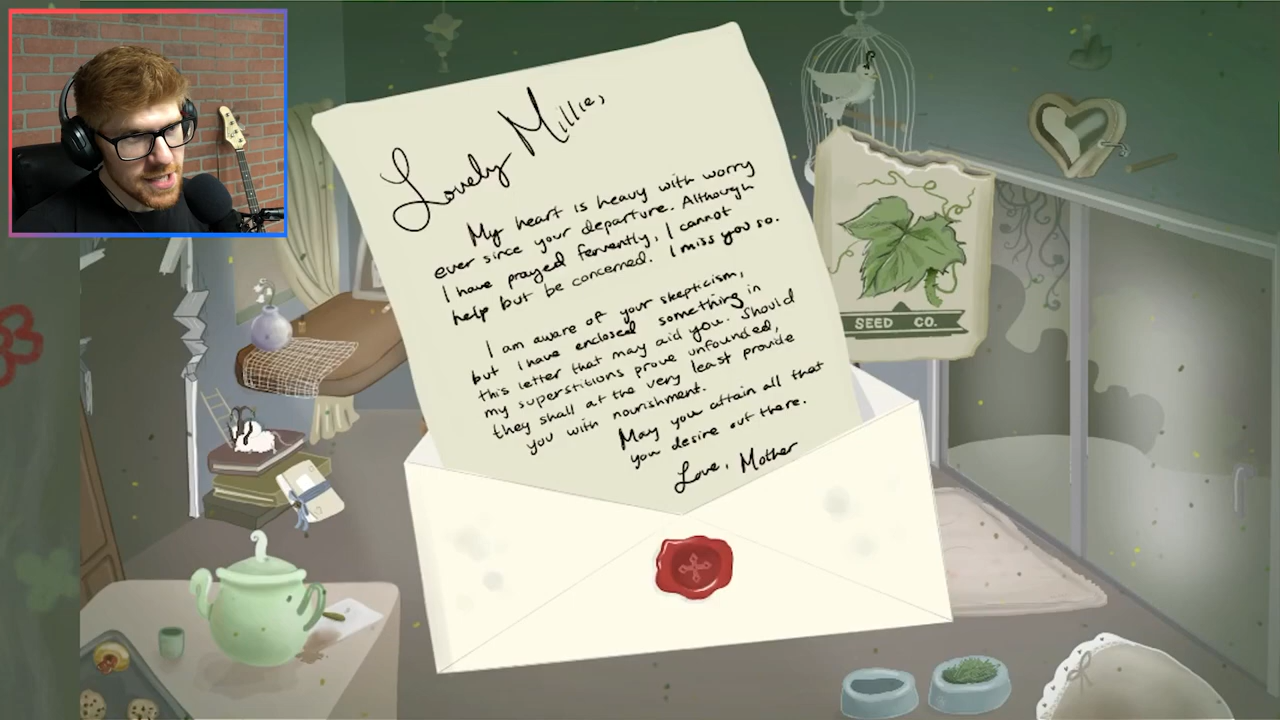 Lovely Millie,
My heart is heavy with worry
ever since your departure. Although
I have prayed fervently, I cannot
help but be concerned. I miss you so.
I am aware of your skepticism,
but I have enclosed something in
this letter that may aid you. Should
my superstitions prove unfounded,
they shall at the very least provide
you with nourishment.
May you attain all that
you desire out there.
Love, Mother
SEED CO.